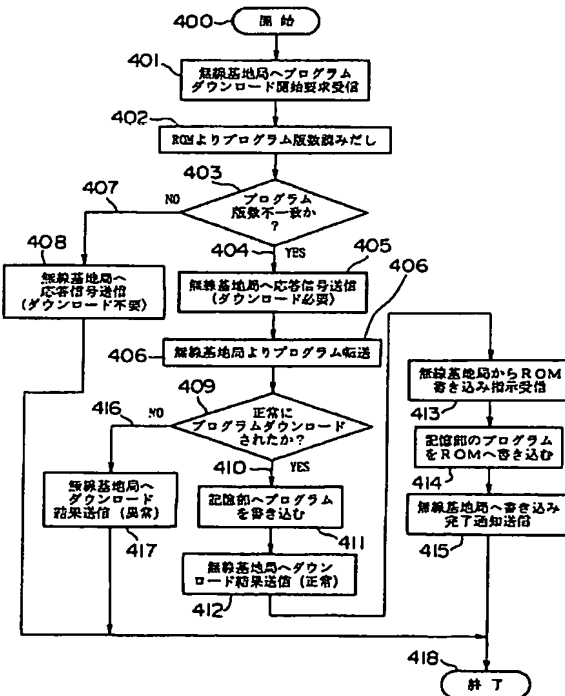 400
開 始
401
無線基地局へプログラム
ダウンロード開始要求受信
402
ROMよりプログラム版数読みだし
403
プログラム
版数不一致か
?
407
NO
404
YES
408
無線基地局へ
応答信号送信
(ダウンロード不要)
405
無線基地局へ応答信号送信
(ダウンロード必要)
406
406
無線基地局よりプログラム転送
409
正常に
プログラムダウンロード
されたか?
416
NO
410
YES
無線基地局へ
ダウンロード
結果送信(異常)
417
記憶部へプログラム
を書き込む
411
無線基地局へダウン
ロード結果送信(正常)
412
無線基地局からROM
書き込み指示受信
413
記憶部のプログラム
をROMへ書き込む
414
無線基地局へ書き込み
完了通知送信
415
418
終 了